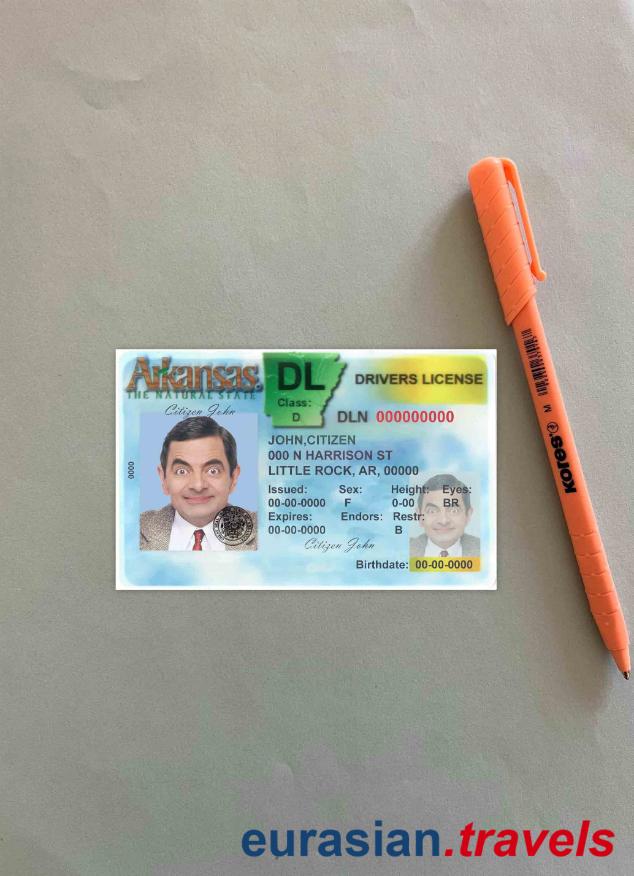 Arkansas.
THE NATURAL STATE
DL
Class:
D
DRIVERS LICENSE
DLN 000000000
Citizen John
JOHN,CITIZEN
000 N HARRISON ST
LITTLE ROCK, AR, 00000
0000
Issued: Sex: Height: Eyes:
00-00-0000 F 0-00 BR
Expires: Endors: Restr:
00-00-0000 B
Citizen John
Birthdate: 00-00-0000
M
Kores
eurasian.travels